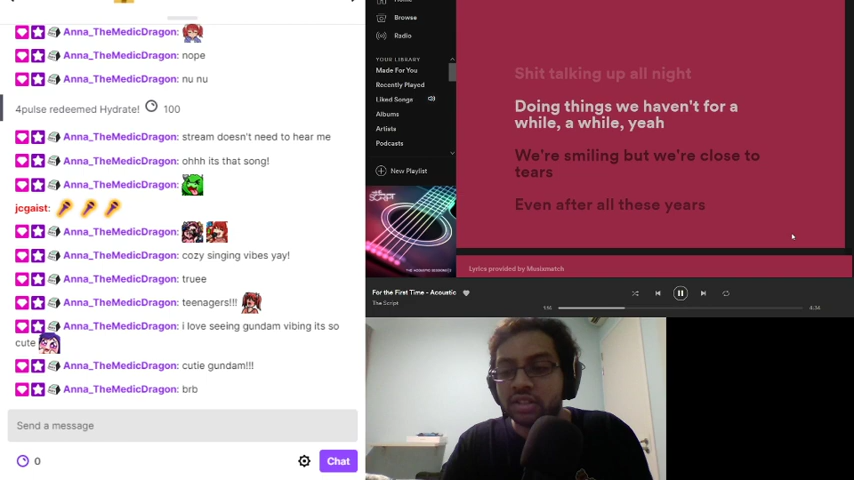 Anna_TheMedicDragon:
Anna_TheMedicDragon: nope
Anna_TheMedicDragon: nu nu
4pulse redeemed Hydrate! 100
Anna_TheMedicDragon: stream doesn't need to hear me
Anna_TheMedicDragon: ohhh its that song!
Anna_TheMedicDragon:
jcgaist:
Anna_TheMedicDragon:
Anna_TheMedicDragon: cozy singing vibes yay!
Anna_TheMedicDragon: truee
Anna_TheMedicDragon: teenagers!!!
Anna_TheMedicDragon: i love seeing gundam vibing its so
cute
Anna_TheMedicDragon: cutie gundam!!!
Anna_TheMedicDragon: brb
Send a message
0
Chat
Browse
Radio
YOUR LIBRARY
Made For You
Recently Played
Liked Songs
Albums
Artists
Podcasts
New Playlist
THE SCRIPT
For the First Time - Acoustic
The Script
Shit talking up all night
Doing things we haven't for a
while, a while, yeah
We're smiling but we're close to
tears
Even after all these years
Lyrics provided by Musixmatch
4:34